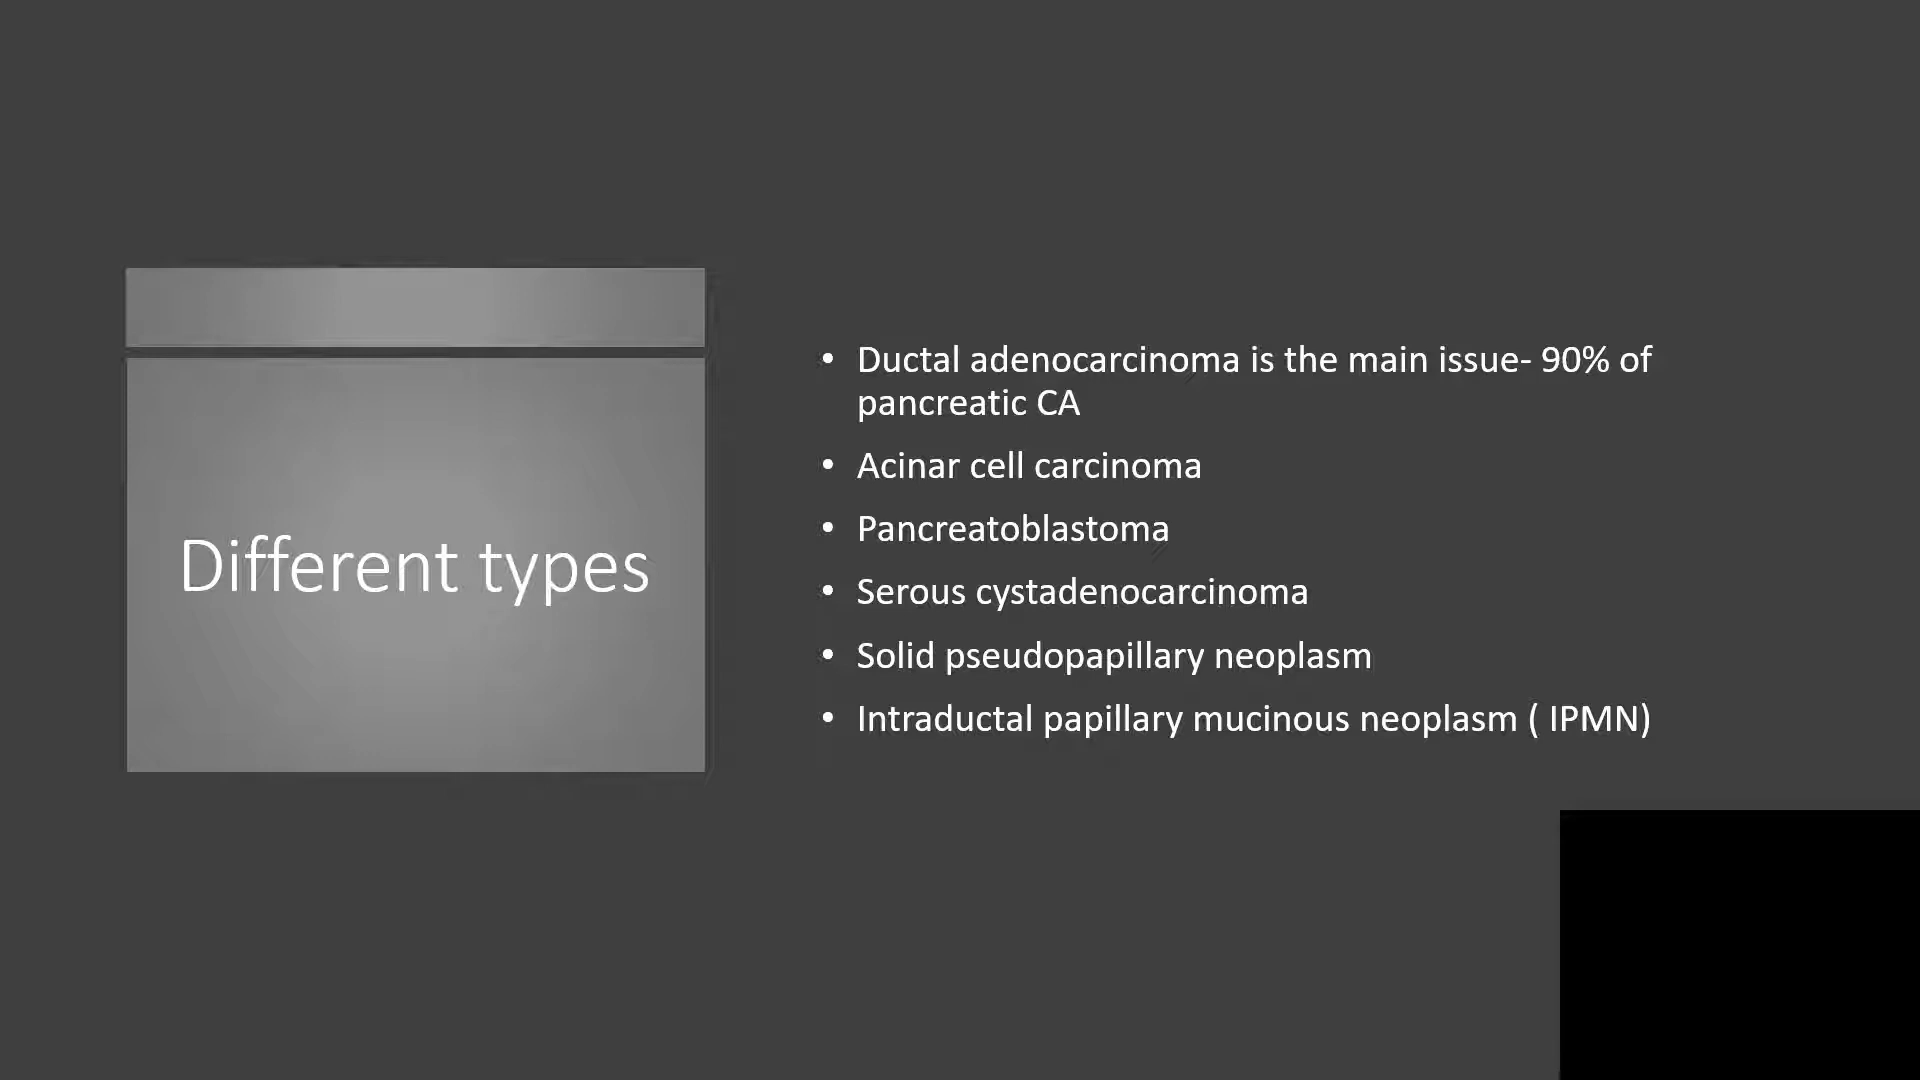 Different types
• Ductal adenocarcinoma is the main issue- 90% of
pancreatic CA
• Acinar cell carcinoma
• Pancreatoblastoma
• Serous cystadenocarcinoma
• Solid pseudopapillary neoplasm
• Intraductal papillary mucinous neoplasm ( IPMN)